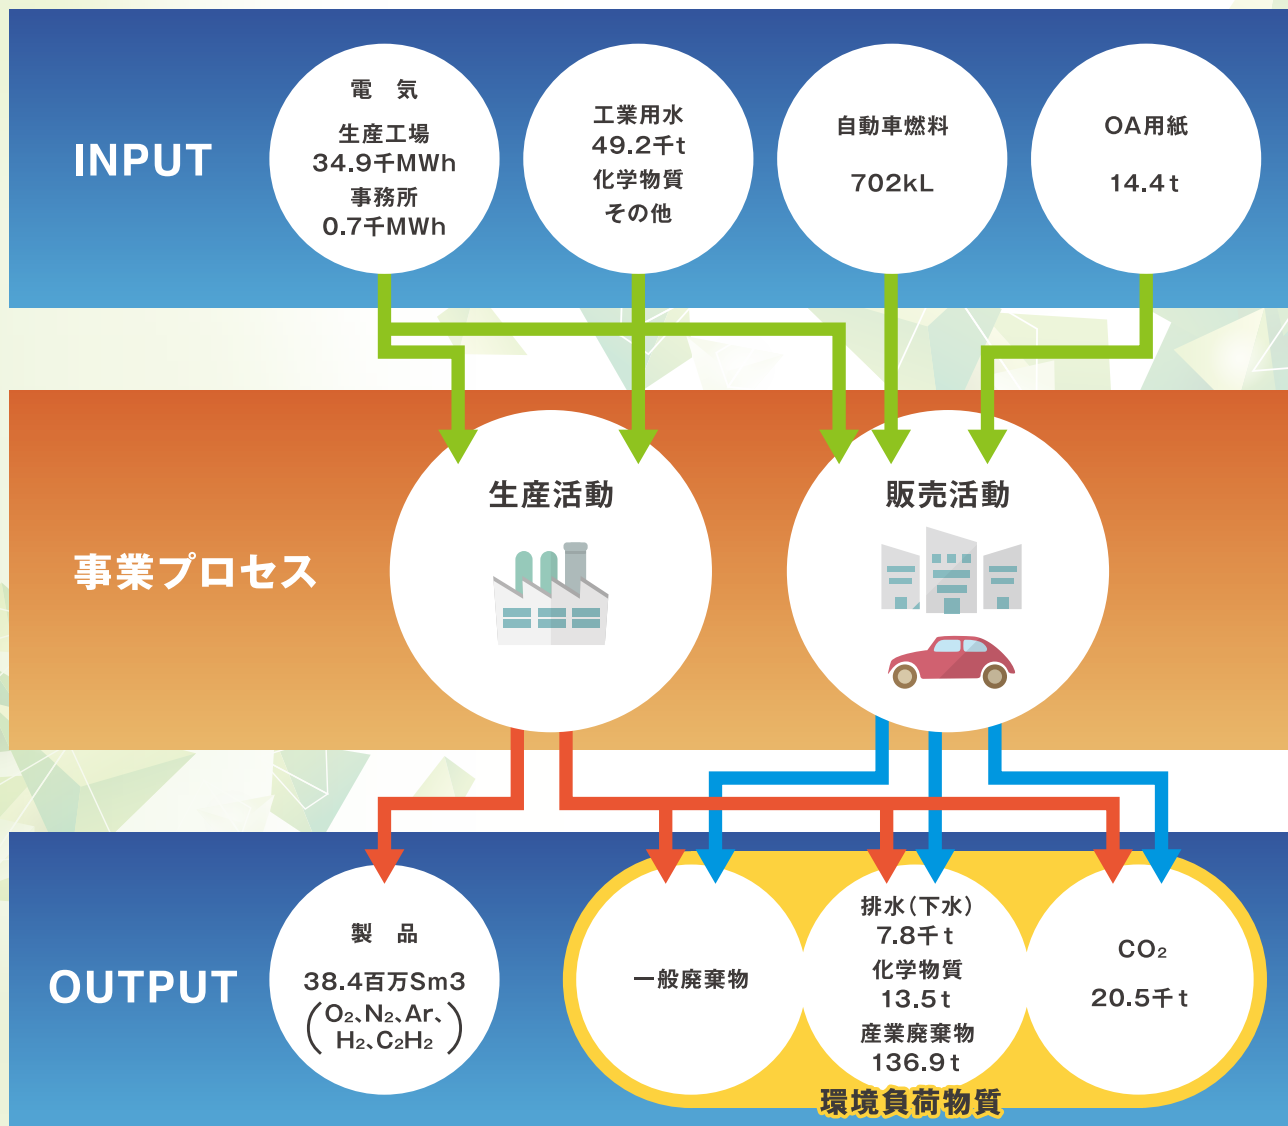 INPUT
電 気
生産工場
34.9千MWh
事務所
0.7千MWh
工業用水
49.2千t
化学物質
その他
自動車燃料
702kL
OA用紙
14.4t
事業プロセス
生産活動
販売活動
OUTPUT
製 品
38.4百万Sm3
(O₂、N₂、Ar、
H₂、C₂H₂)
一般廃棄物
排水(下水)
7.8千t
化学物質
13.5t
産業廃棄物
136.9t
CO₂
20.5千t
環境負荷物質